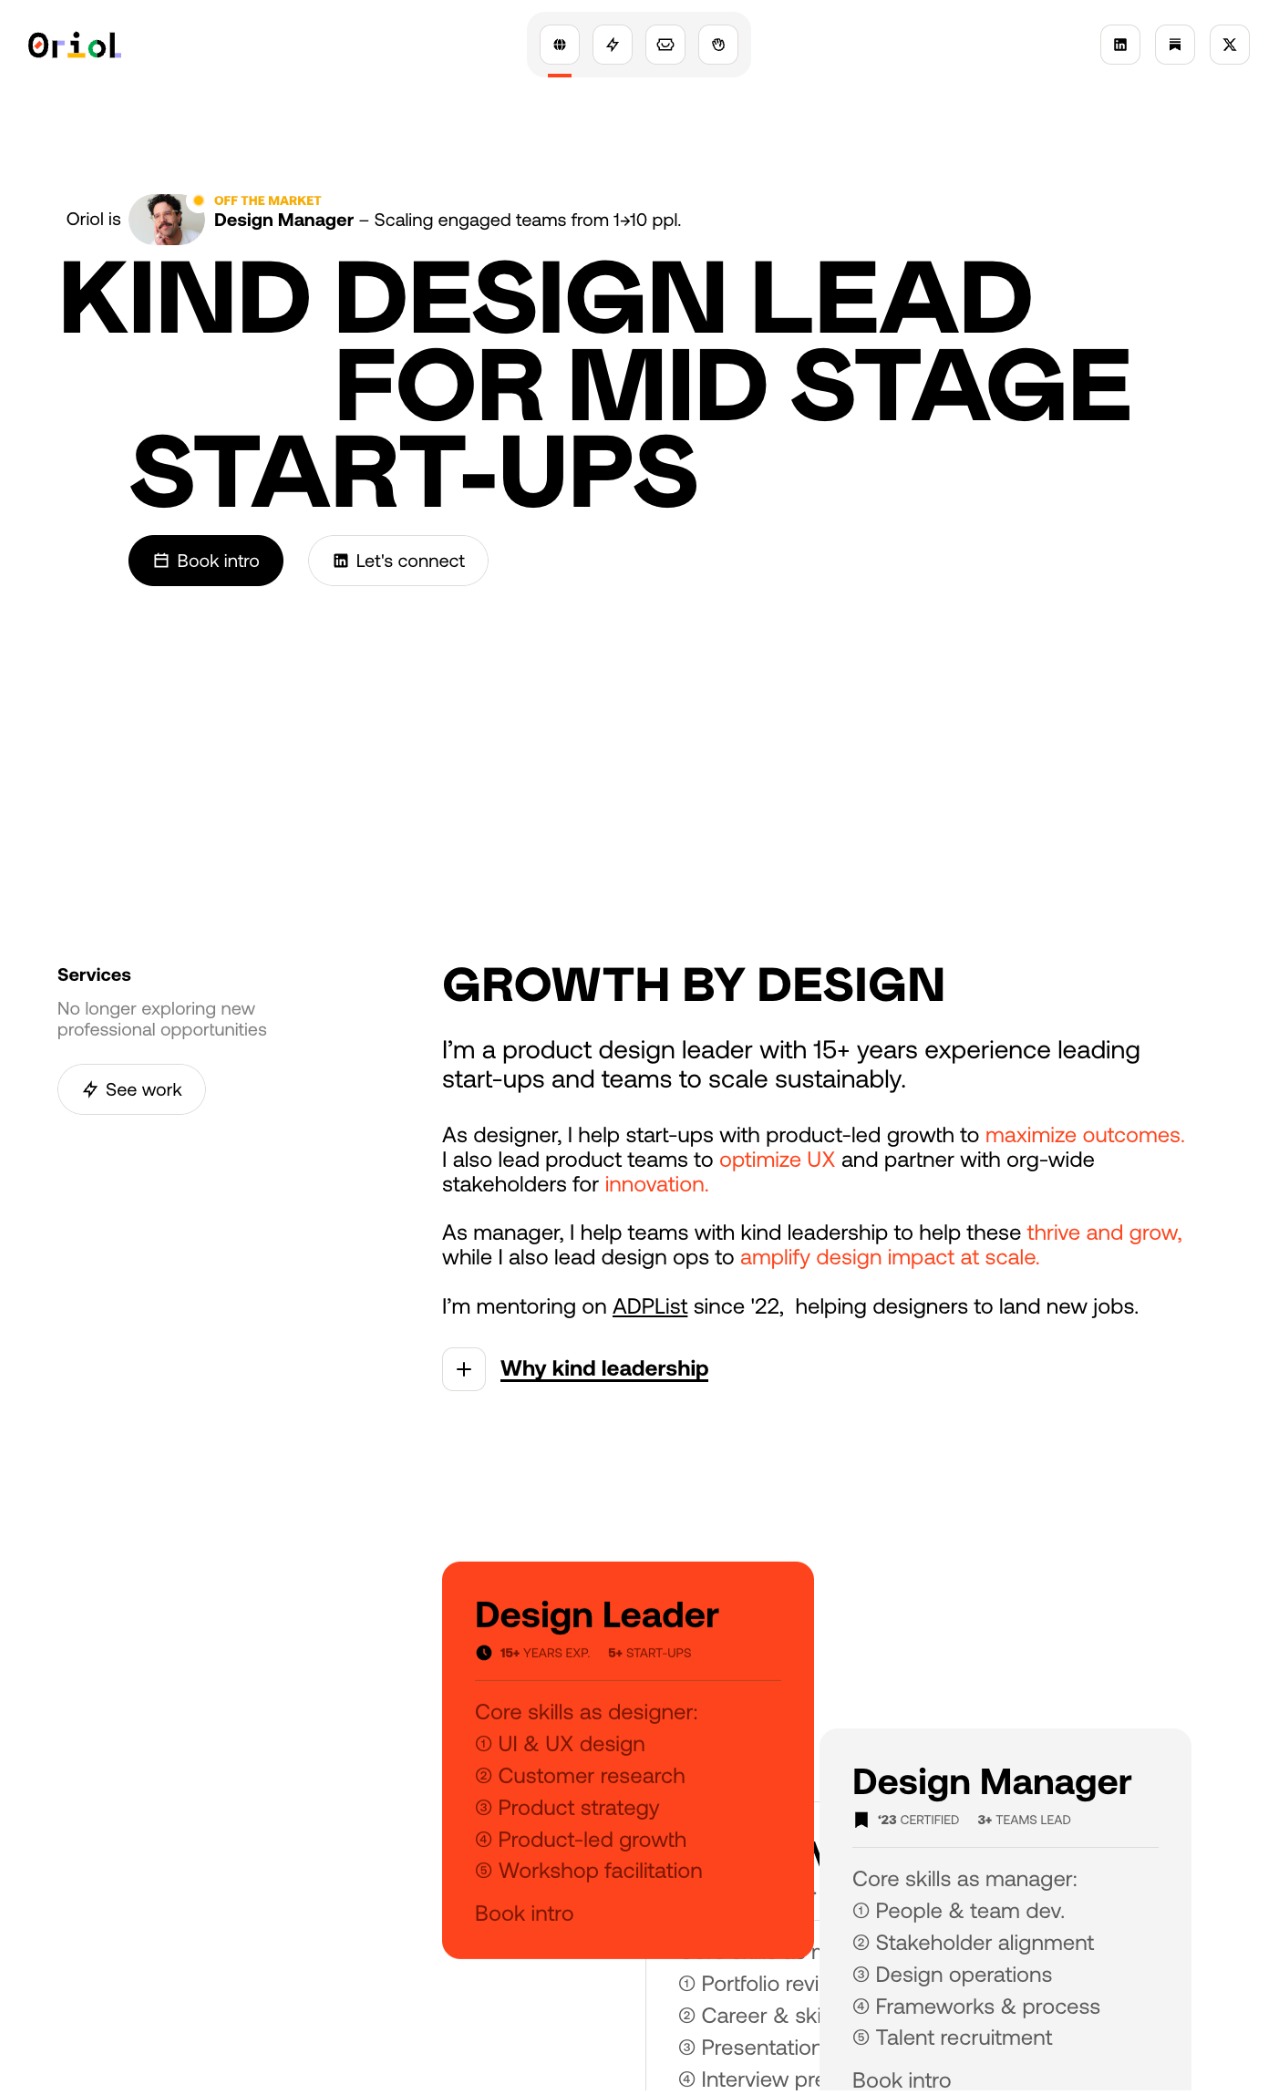 Oriol
Oriol is
OFF THE MARKET
Design Manager – Scaling engaged teams from 1→10 ppl.
KIND DESIGN LEAD
FOR MID STAGE
START-UPS
Book intro
Let's connect
Services
No longer exploring new
professional opportunities
See work
GROWTH BY DESIGN
I’m a product design leader with 15+ years experience leading
start-ups and teams to scale sustainably.
As designer, I help start-ups with product-led growth to maximize outcomes.
I also lead product teams to optimize UX and partner with org-wide
stakeholders for innovation.
As manager, I help teams with kind leadership to help these thrive and grow,
while I also lead design ops to amplify design impact at scale.
I’m mentoring on ADPList since '22,  helping designers to land new jobs.
Why kind leadership
Design Leader
15+ YEARS EXP. 5+ START-UPS
Core skills as designer:
① UI & UX design
② Customer research
③ Product strategy
④ Product-led growth
⑤ Workshop facilitation
Book intro
① Portfolio
② Career &
③
④ Interview
Design Manager
‘23 CERTIFIED 3+ TEAMS LEAD
Core skills as manager:
① People & team dev.
② Stakeholder alignment
③ Design operations
④ Frameworks & process
⑤ Talent recruitment
Book intro